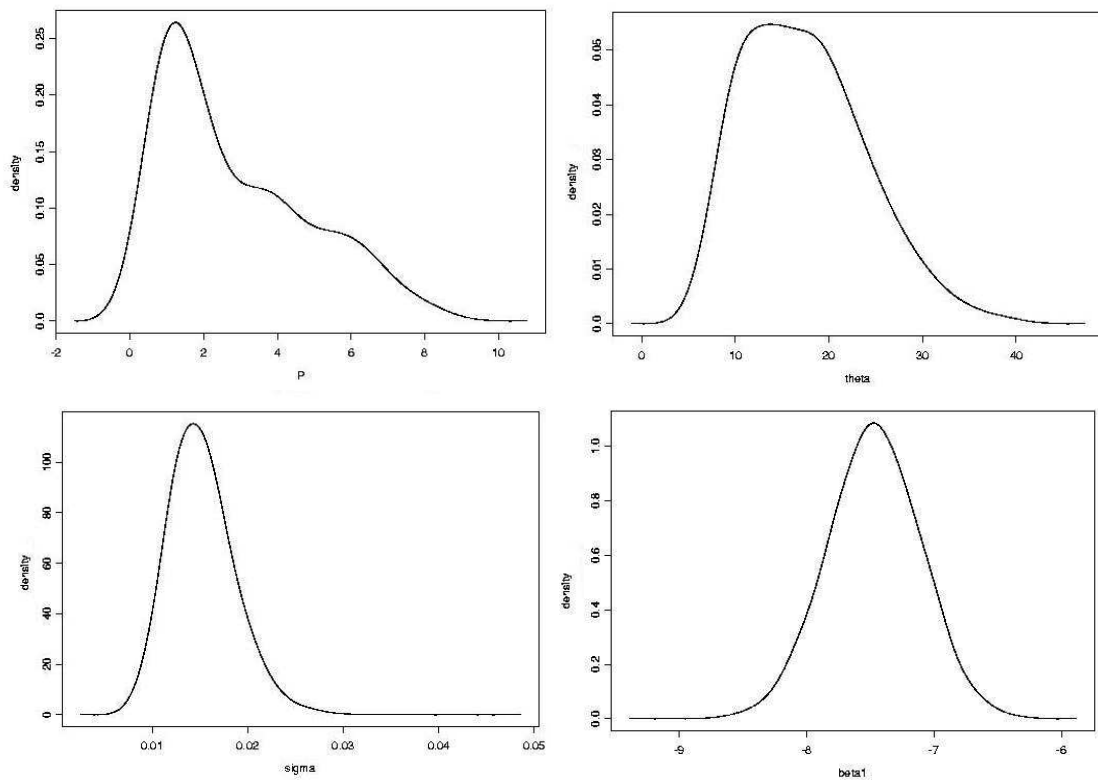 density
0.0 0.05 0.10 0.15 0.20 0.25
-2 0 2 4 6 8 10
P
density
0.0 0.01 0.02 0.03 0.04 0.05
0 10 20 30 40
theta
density
0 20 40 60 80 100
0.01 0.02 0.03 0.04 0.05
sigma
density
0.0 0.2 0.4 0.6 0.8 1.0
-9 -8 -7 -6
beta1